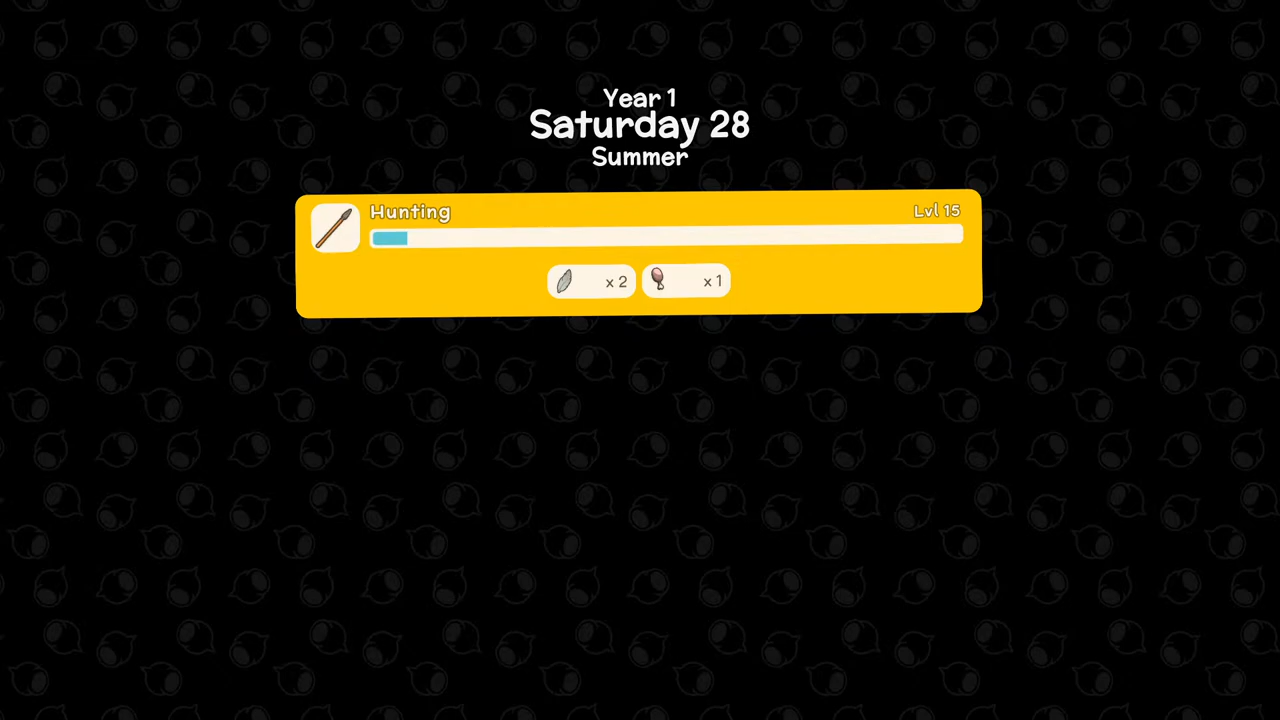 Year 1
Saturday 28
Summer
Hunting
Lvl 15
x 2
x 1